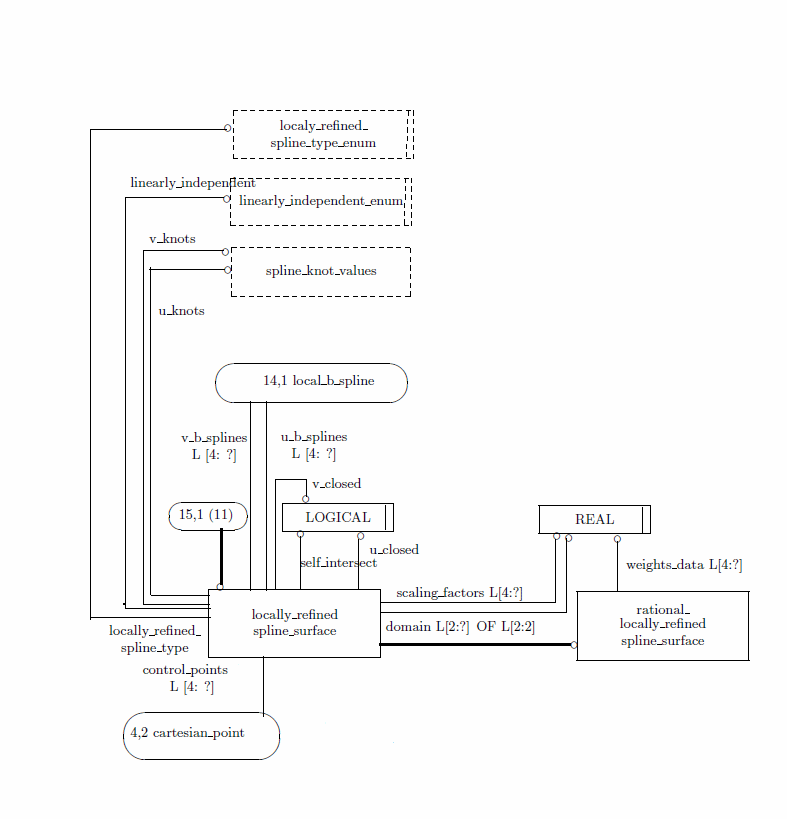 localy_refined_
spline_type_enum
linearly_independent
linearly_independent_enum
v_knots
spline_knot_values
u_knots
14,1 local_b_spline
v_b_splines
L [4: ?]
u_b_splines
L [4: ?]
v_closed
15,1 (11)
LOGICAL
REAL
u_closed
self_intersect
weights_data L[4:?]
scaling_factors L[4:?]
locally_refined
spline_surface
rational_
locally_refined
spline_surface
domain L[2:?] OF L[2:2]
locally_refined_
spline_type
control_points
L [4: ?]
4,2 cartesian_point